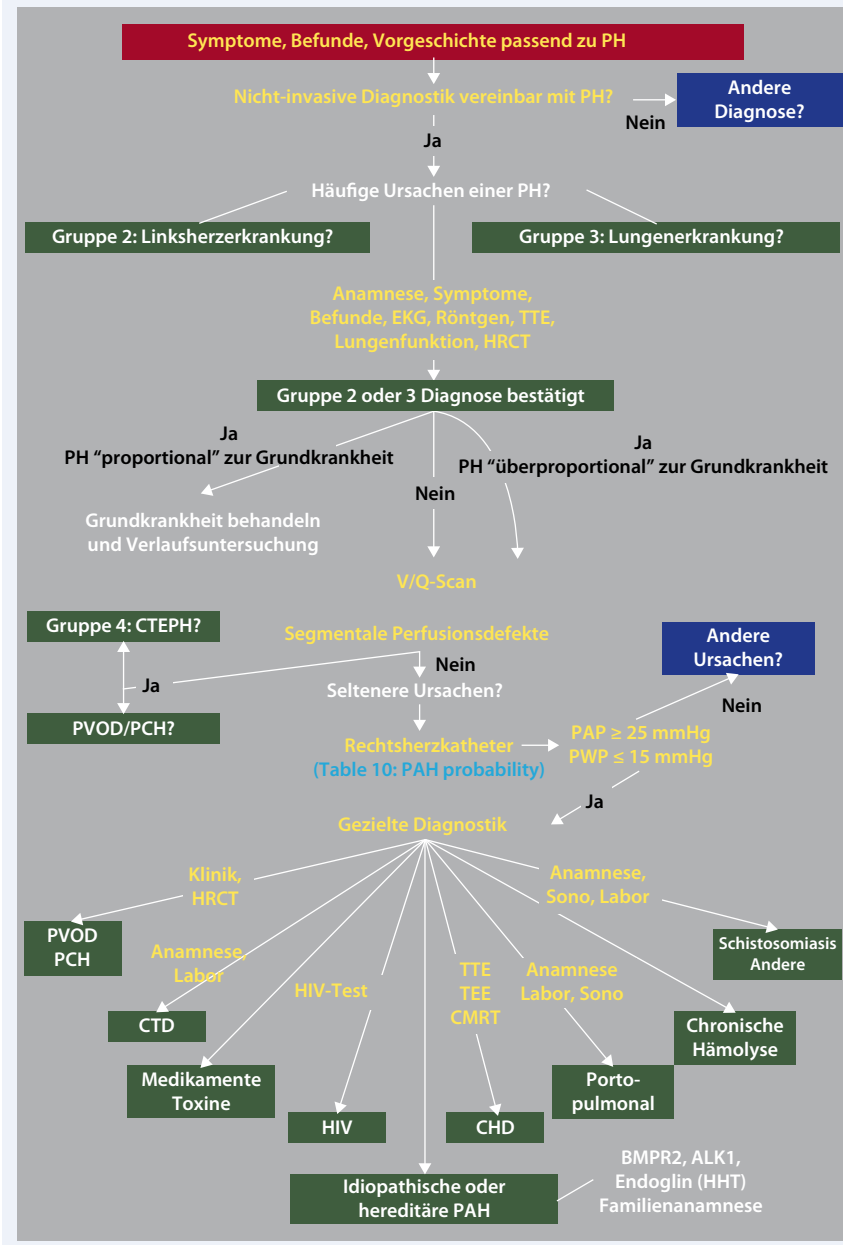 Symptome, Befunde, Vorgeschichte passend zu PH
Nicht-invasive Diagnostik vereinbar mit PH?
Nein
Andere
Diagnose?
Ja
Häufige Ursachen einer PH?
Gruppe 2: Linksherzerkrankung?
Gruppe 3: Lungenerkrankung?
Anamnese, Symptome,
Befunde, EKG, Röntgen, TTE,
Lungenfunktion, HRCT
Gruppe 2 oder 3 Diagnose bestätigt
Ja
PH “proportional” zur Grundkrankheit
Ja
PH “überproportional” zur Grundkrankheit
Nein
Grundkrankheit behandeln
und Verlaufsuntersuchung
V/Q-Scan
Gruppe 4: CTEPH?
Segmentale Perfusionsdefekte
Andere
Ursachen?
Ja
Nein
Seltenere Ursachen?
Nein
PVOD/PCH?
Rechtsherzkatheter
(Table 10: PAH probability)
PAP ≥ 25 mmHg
PWP ≤ 15 mmHg
Ja
Gezielte Diagnostik
Klinik,
HRCT
Anamnese,
Sono, Labor
PVOD
PCH
Anamnese,
Labor
HIV-Test
TTE
TEE
CMRT
Anamnese
Labor, Sono
Schistosomiasis
Andere
CTD
Chronische
Hämolyse
Medikamente
Toxine
Porto-
pulmonal
HIV
CHD
Idiopathische oder
hereditäre PAH
BMPR2, ALK1,
Endoglin (HHT)
Familienanamnese